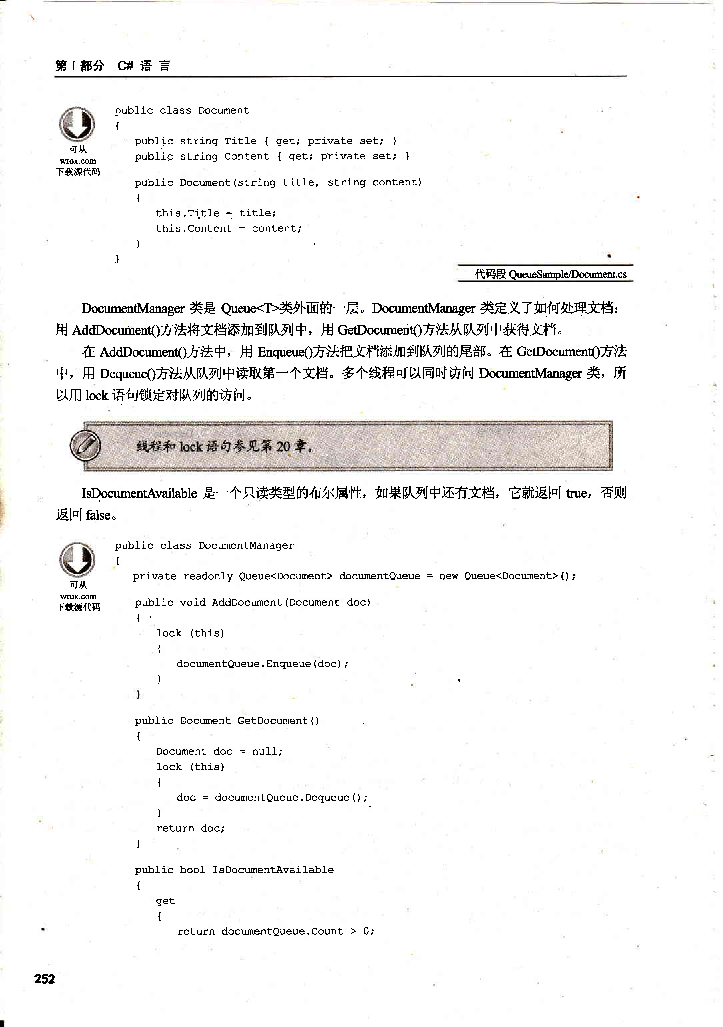 第 I 部分 C# 语 言
public class Document
{
public string Title { get; private set; }
public string Content { get; private set; }
public Document(string title, string content)
{
this.Title = title;
this.Content = content;
}
}
可从
wrox.com
下载源代码
代码段 QueueSample/Document.cs
DocumentManager 类是 Queue<T>类外面的一层。DocumentManager 类定义了如何处理文档：
用 AddDocument()方法将文档添加到队列中，用 GetDocument()方法从队列中获得文档。
在 AddDocument()方法中，用 Enqueue()方法把文档添加到队列的尾部。在 GetDocument()方法
中，用 Dequeue()方法从队列中读取第一个文档。多个线程可以同时访问 DocumentManager 类，所
以用 lock 语句锁定对队列的访问。
线程和 lock 语句参见第 20 章。
IsDocumentAvailable 是一个只读类型的布尔属性，如果队列中还有文档，它就返回 true，否则
返回 false。
public class DocumentManager
{
private readonly Queue<Document> documentQueue = new Queue<Document>();
可从
wrox.com
下载源代码
public void AddDocument(Document doc)
{
lock (this)
{
documentQueue.Enqueue(doc);
}
}
public Document GetDocument()
{
Document doc = null;
lock (this)
{
doc = documentQueue.Dequeue();
}
return doc;
}
public bool IsDocumentAvailable
{
get
{
return documentQueue.Count > 0;
252